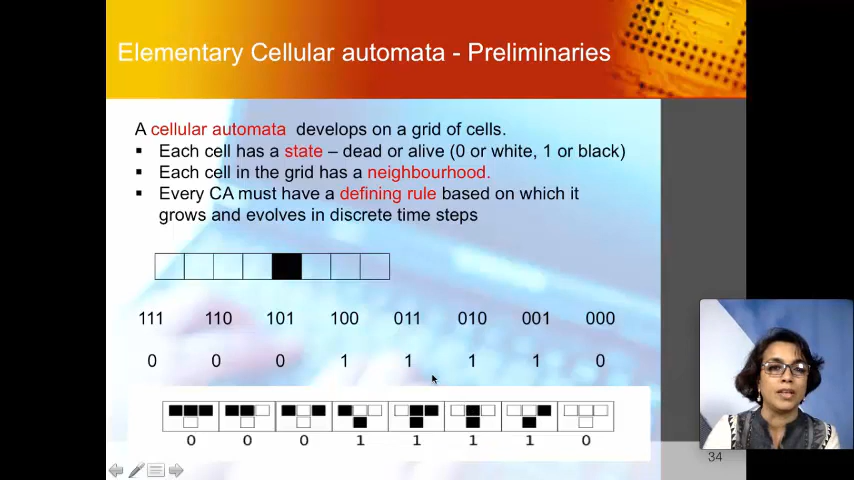 Elementary Cellular automata - Preliminaries
A cellular automata develops on a grid of cells.
▪ Each cell has a state – dead or alive (0 or white, 1 or black)
▪ Each cell in the grid has a neighbourhood.
▪ Every CA must have a defining rule based on which it
grows and evolves in discrete time steps
111 110 101 100 011 010 001 000
0 0 0 1 1 1 1 0
0 0 0 1 1 1 1 0
34